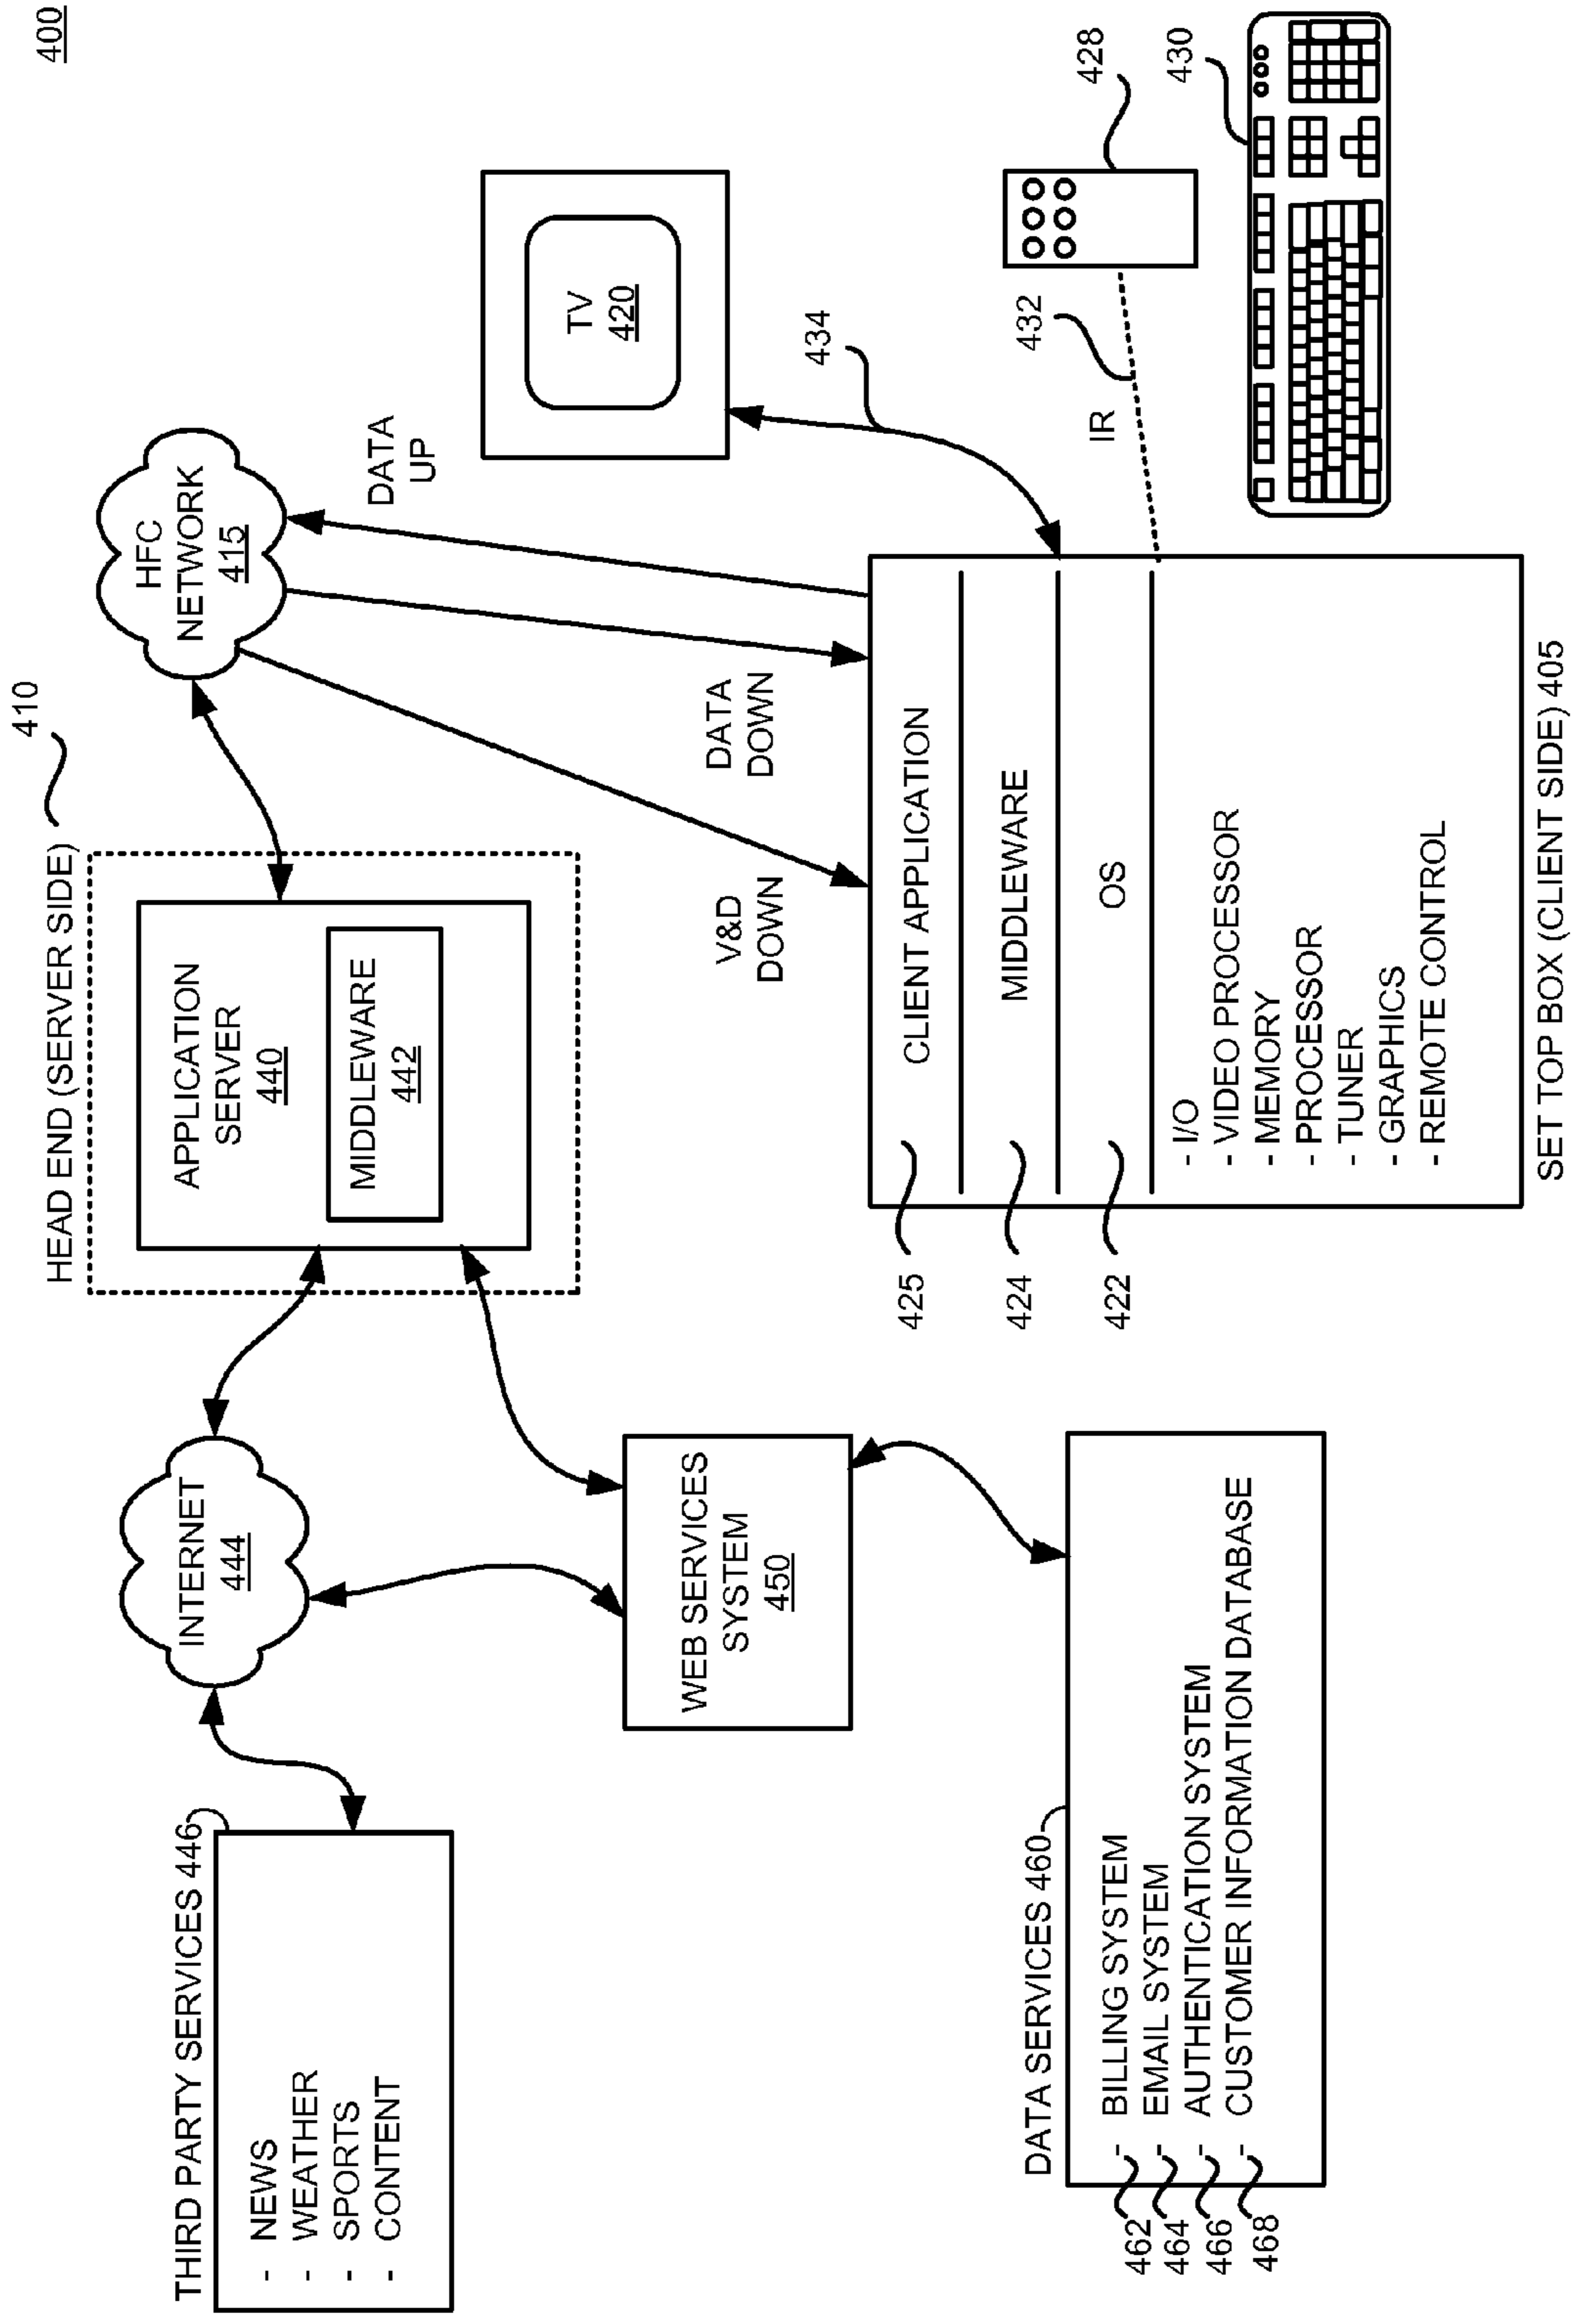 400
THIRD PARTY SERVICES 446
- NEWS
- WEATHER
- SPORTS
- CONTENT
INTERNET
444
HEAD END (SERVER SIDE)
410
APPLICATION
SERVER
440
MIDDLEWARE
442
HFC
NETWORK
415
DATA
UP
DATA
DOWN
V&D
DOWN
TV
420
434
WEB SERVICES
SYSTEM
450
DATA SERVICES 460
462
- BILLING SYSTEM
464
- EMAIL SYSTEM
466
- AUTHENTICATION SYSTEM
468
- CUSTOMER INFORMATION DATABASE
425
CLIENT APPLICATION
424
MIDDLEWARE
422
OS
- I/O
- VIDEO PROCESSOR
- MEMORY
- PROCESSOR
- TUNER
- GRAPHICS
- REMOTE CONTROL
SET TOP BOX (CLIENT SIDE) 405
IR
432
428
430